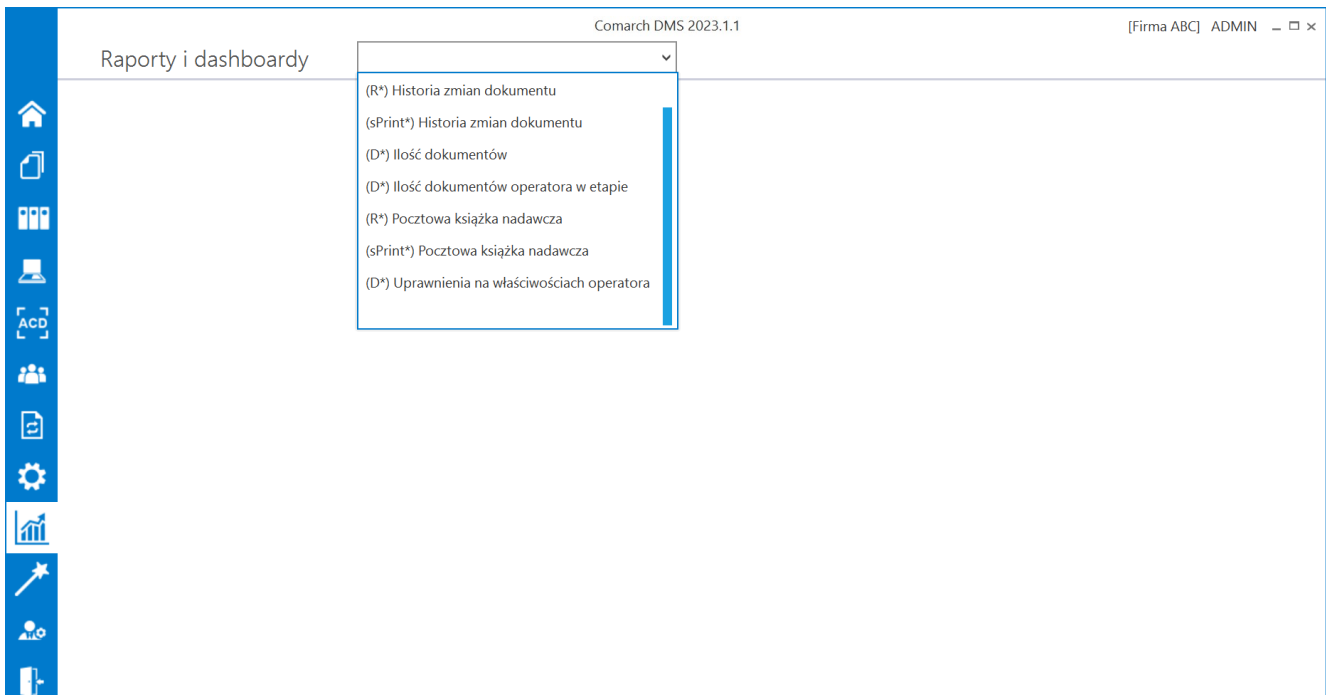 Comarch DMS 2023.1.1
[Firma ABC] ADMIN
Raporty i dashboardy
(R*) Historia zmian dokumentu
(sPrint*) Historia zmian dokumentu
(D*) Ilość dokumentów
(D*) Ilość dokumentów operatora w etapie
(R*) Pocztowa książka nadawcza
(sPrint*) Pocztowa książka nadawcza
(D*) Uprawnienia na właściwościach operatora
ACD